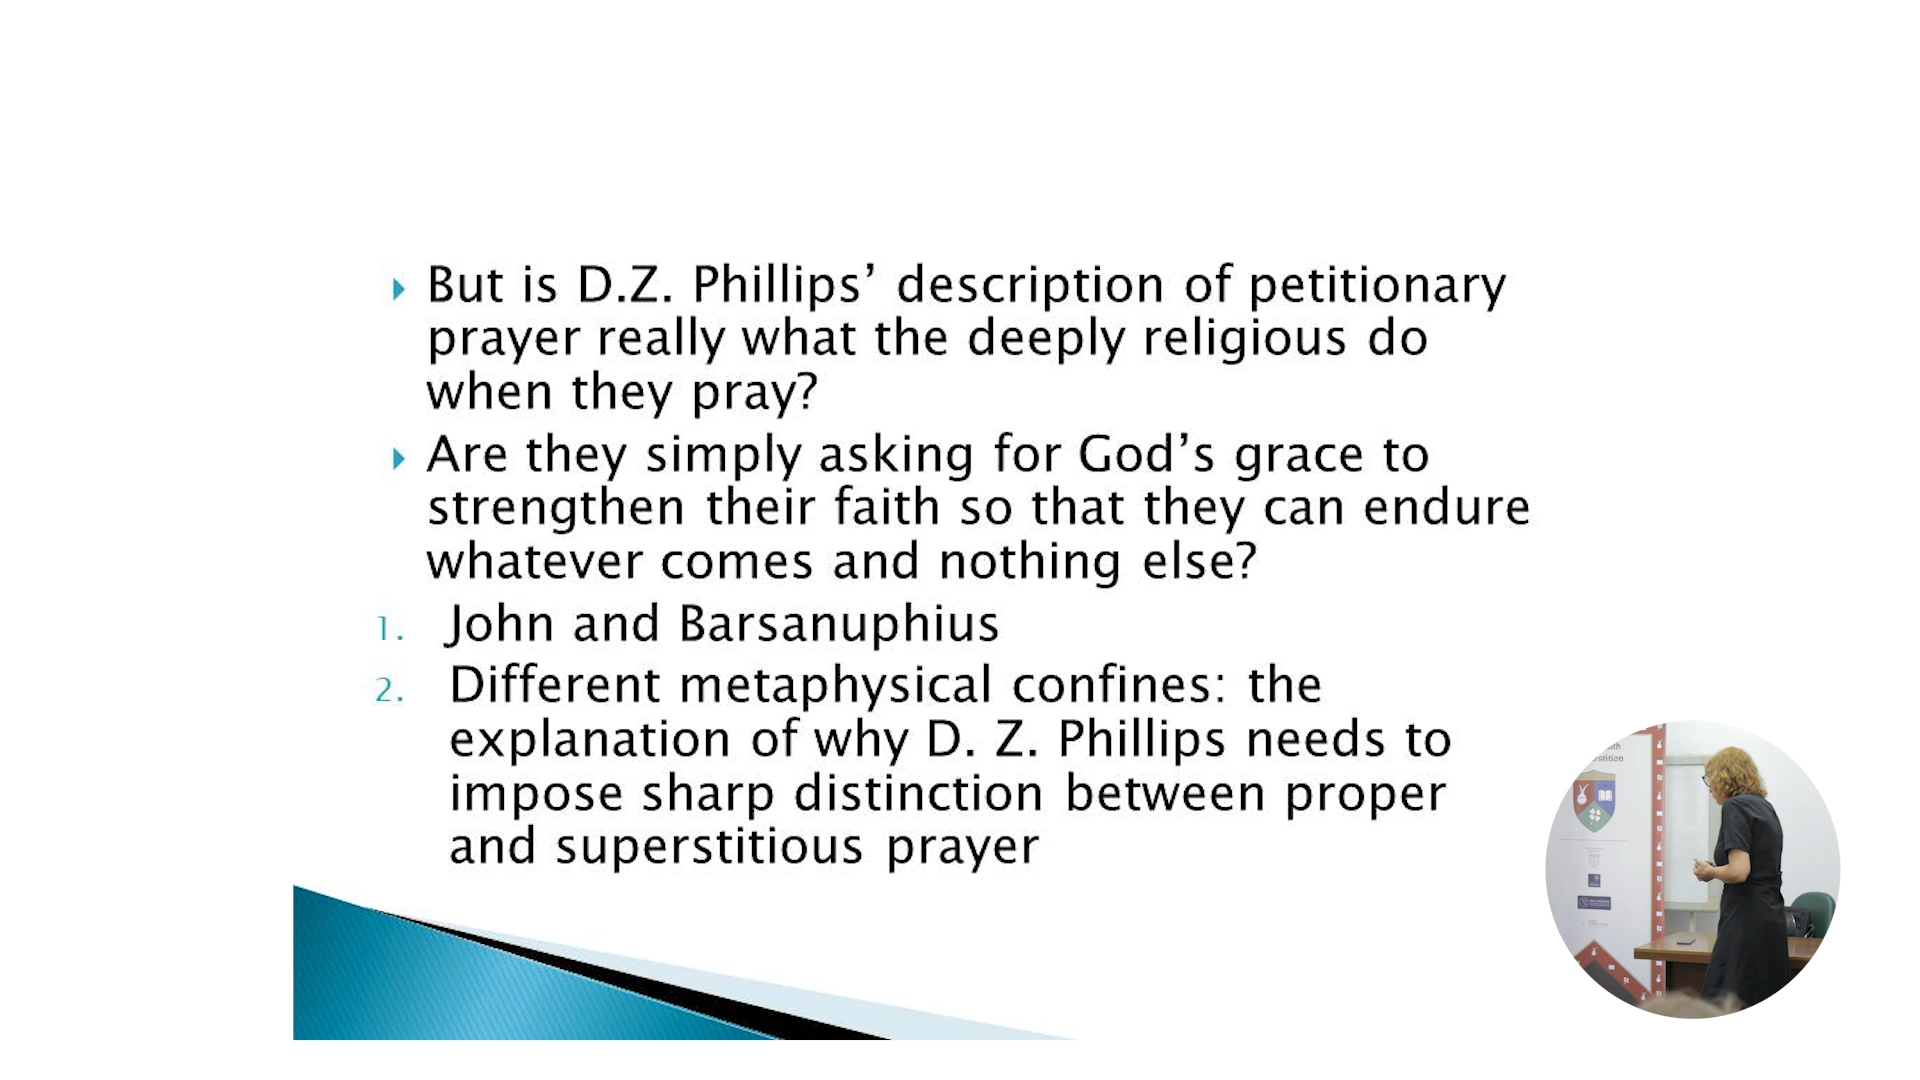 But is D.Z. Phillips’ description of petitionary
prayer really what the deeply religious do
when they pray?
Are they simply asking for God’s grace to
strengthen their faith so that they can endure
whatever comes and nothing else?
1. John and Barsanuphius
2. Different metaphysical confines: the
explanation of why D. Z. Phillips needs to
impose sharp distinction between proper
and superstitious prayer